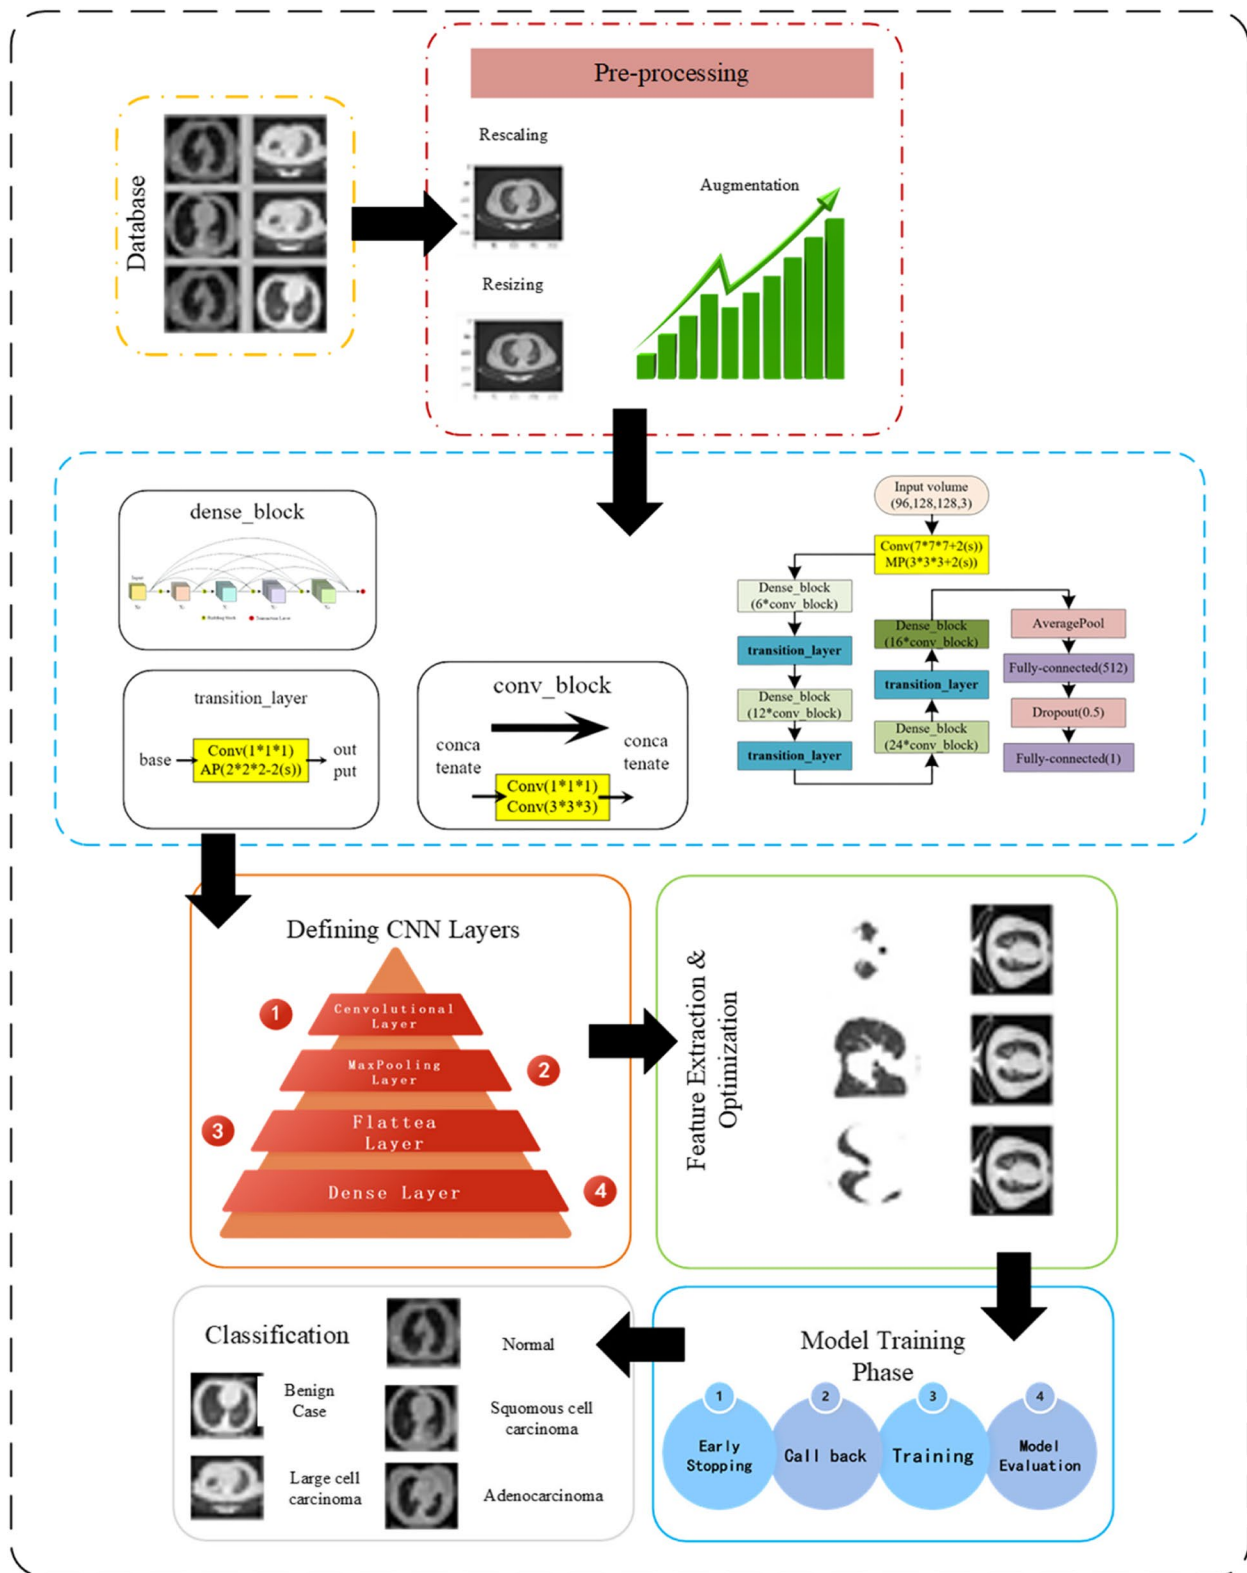 Pre-processing
Database
Rescaling
Resizing
Augmentation
dense_block
Input
Building block
Transaction Layer
transition_layer
base
Conv(1*1*1)
AP(2*2*2-2(s))
out
put
conv_block
conca
tenate
Conv(1*1*1)
Conv(3*3*3)
conca
tenate
Input volume
(96,128,128,3)
Conv(7*7*7+2(s))
MP(3*3*3+2(s))
Dense_block
(6*conv_block)
transition_layer
Dense_block
(12*conv_block)
transition_layer
Dense_block
(24*conv_block)
transition_layer
Dense_block
(16*conv_block)
AveragePool
Fully-connected(512)
Dropout(0.5)
Fully-connected(1)
Defining CNN Layers
1
Cenvolutional
Layer
MaxPooling
Layer
2
3
Flattea
Layer
Dense Layer
4
Feature Extraction &
Optimization
Model Training
Phase
1
Early
Stopping
2
Call back
3
Training
4
Model
Evaluation
Classification
Normal
Benign
Case
Squomous cell
carcinoma
Large cell
carcinoma
Adenocarcinoma